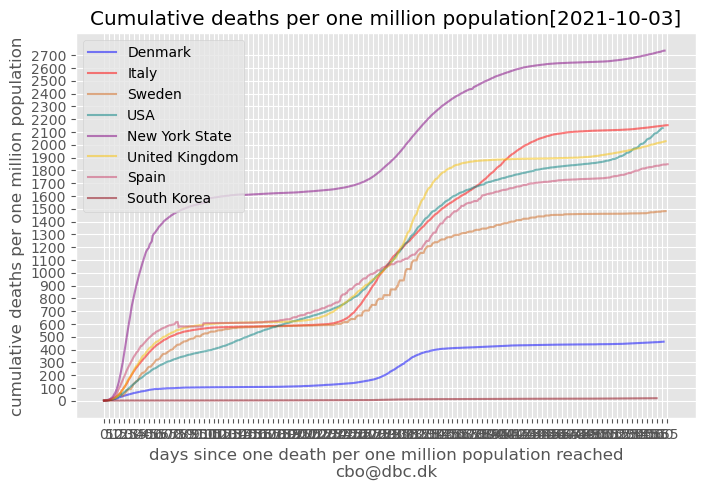 Cumulative deaths per one million population[2021-10-03]
cumulative deaths per one million population
2700
2600
2500
2400
2300
2200
2100
2000
1900
1800
1700
1600
1500
1400
1300
1200
1100
1000
900
800
700
600
500
400
300
200
100
0
Denmark
Italy
Sweden
USA
New York State
United Kingdom
Spain
South Korea
days since one death per one million population reached
cbo@dbc.dk